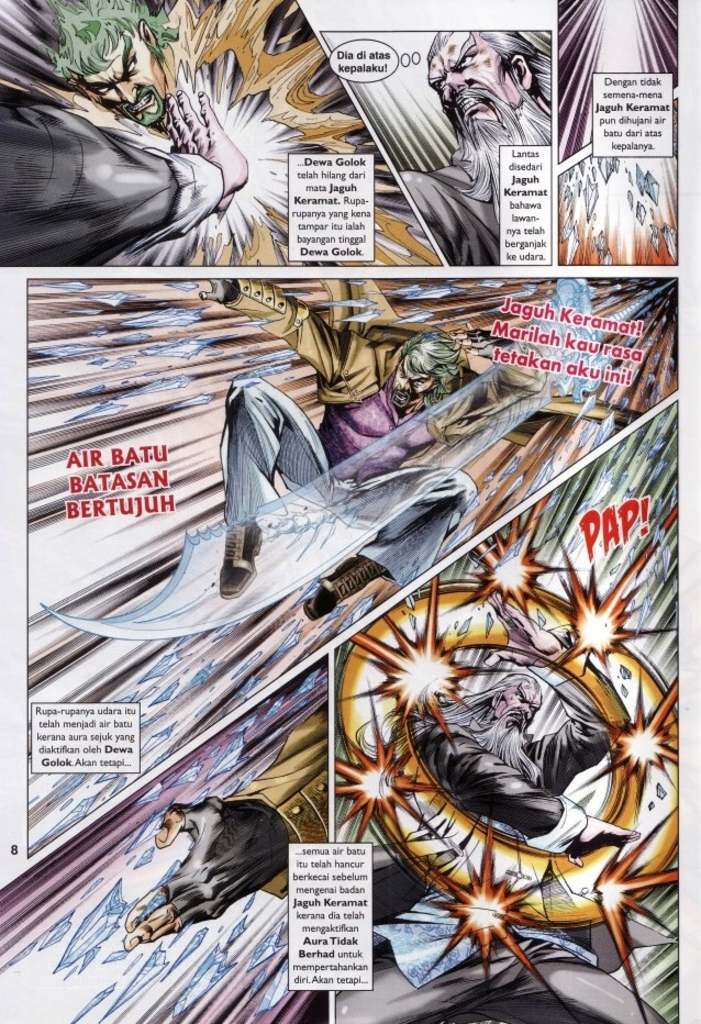 ...Dewa Golok
telah hilang dari
mata Jaguh
Keramat. Rupa-
rupanya yang kena
tampar itu ialah
bayangan tinggal
Dewa Golok.
Dia di atas
kepalaku!
Lantas
disedari
Jaguh
Keramat
bahawa
lawan-
nya telah
berganjak
ke udara.
Dengan tidak
semena-mena
Jaguh Keramat
pun dihujani air
batu dari atas
kepalanya.
Jaguh Keramat!
Marilah kau rasa
tetakan aku ini!
AIR BATU
BATASAN
BERTUJUH
PAP!
Rupa-rupanya udara itu
telah menjadi air batu
kerana aura sejuk yang
diaktifkan oleh Dewa
Golok. Akan tetapi...
...semua air batu
itu telah hancur
berkecai sebelum
mengenai badan
Jaguh Keramat
kerana dia telah
mengaktifkan
Aura Tidak
Berhad untuk
mempertahankan
diri. Akan tetapi...
8